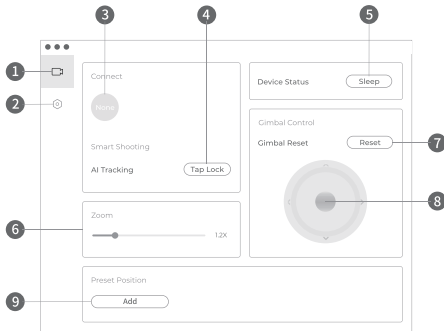 3
4
5
1
Connect
None
Device Status
Sleep
2
Gimbal Control
Smart Shooting
Gimbal Reset
Reset
7
AI Tracking
Tap Lock
8
6
Zoom
1.2X
Preset Position
9
Add